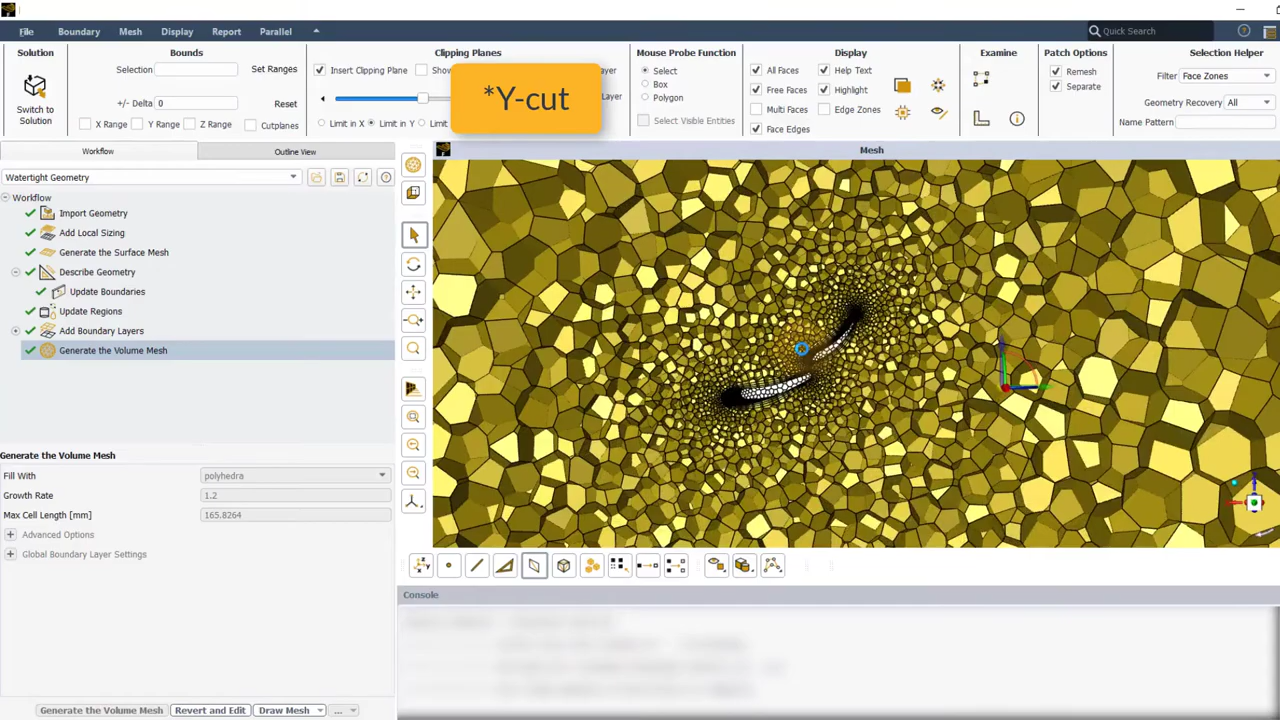 File Boundary Mesh Display Report Parallel Quick Search
Solution Bounds Clipping Planes Mouse Probe Function Display Examine Patch Options Selection Helper
Switch to Solution
Selection Set Ranges
+/- Delta 0 Reset
X Range Y Range Z Range Cutplanes
Insert Clipping Plane Show
Limit in X Limit in Y Limit
*Y-cut
Select
Box
Polygon
Select Visible Entities
All Faces Help Text
Free Faces Highlight
Multi Faces Edge Zones
Face Edges
Remesh
Separate
Filter Face Zones
Geometry Recovery All
Name Pattern
Workflow Outline View Mesh
Watertight Geometry
Workflow
Import Geometry
Add Local Sizing
Generate the Surface Mesh
Describe Geometry
Update Boundaries
Update Regions
Add Boundary Layers
Generate the Volume Mesh
Generate the Volume Mesh
Fill With polyhedra
Growth Rate 1.2
Max Cell Length [mm] 165.8264
Advanced Options
Global Boundary Layer Settings
Console
Generate the Volume Mesh Revert and Edit Draw Mesh ...